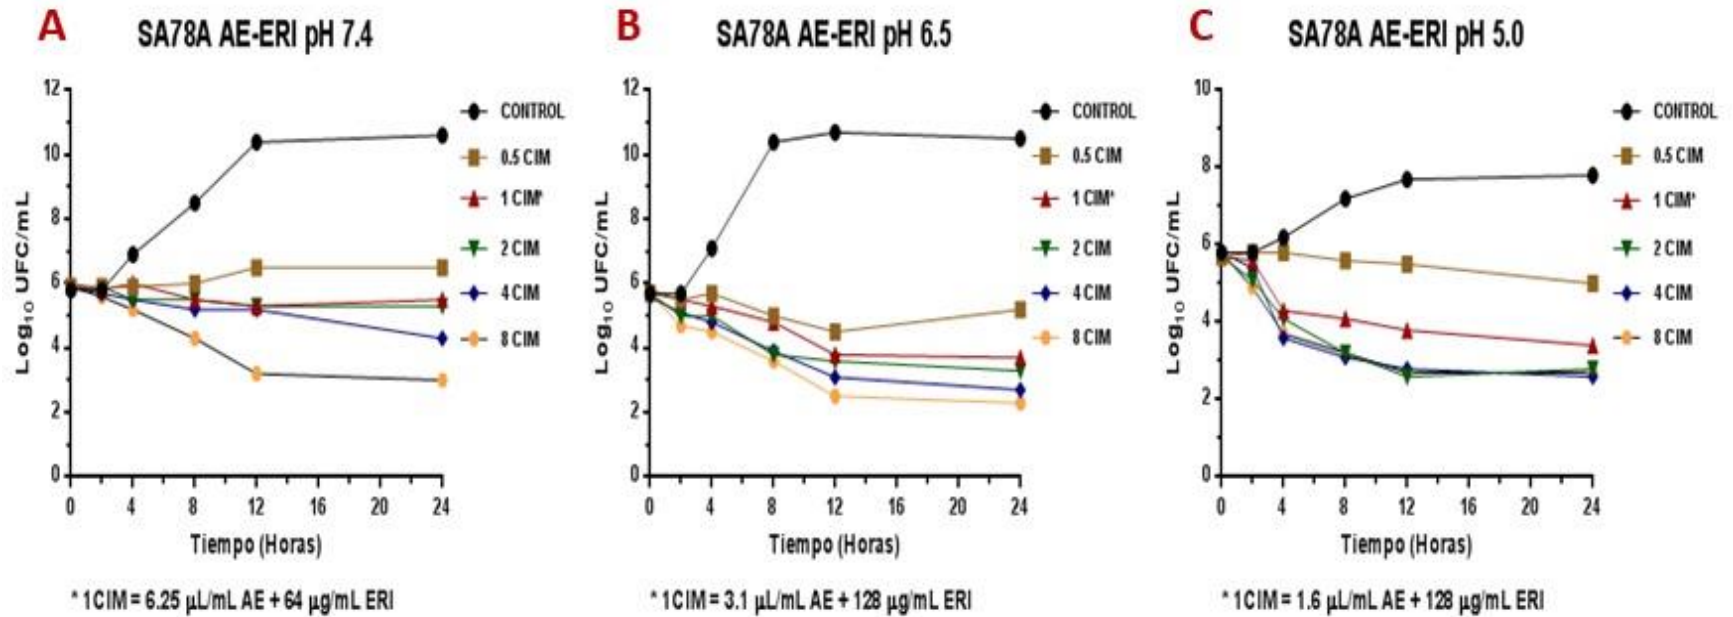 A
SA78A AE-ERI pH 7.4
12
10
8
6
4
2
0
Log10 UFC/mL
0
4
8
12
16
20
24
Tiempo (Horas)
CONTROL
0.5 CIM
1 CIM*
2 CIM
4 CIM
8 CIM
* 1CIM = 6.25 µL/mL AE + 64 µg/mL ERI
B
SA78A AE-ERI pH 6.5
12
10
8
6
4
2
0
Log10 UFC/mL
0
4
8
12
16
20
24
Tiempo (Horas)
CONTROL
0.5 CIM
1 CIM*
2 CIM
4 CIM
8 CIM
* 1CIM = 3.1 µL/mL AE + 128 µg/mL ERI
C
SA78A AE-ERI pH 5.0
10
8
6
4
2
0
Log10 UFC/mL
0
4
8
12
16
20
24
Tiempo (Horas)
CONTROL
0.5 CIM
1 CIM*
2 CIM
4 CIM
8 CIM
* 1CIM = 1.6 µL/mL AE + 128 µg/mL ERI